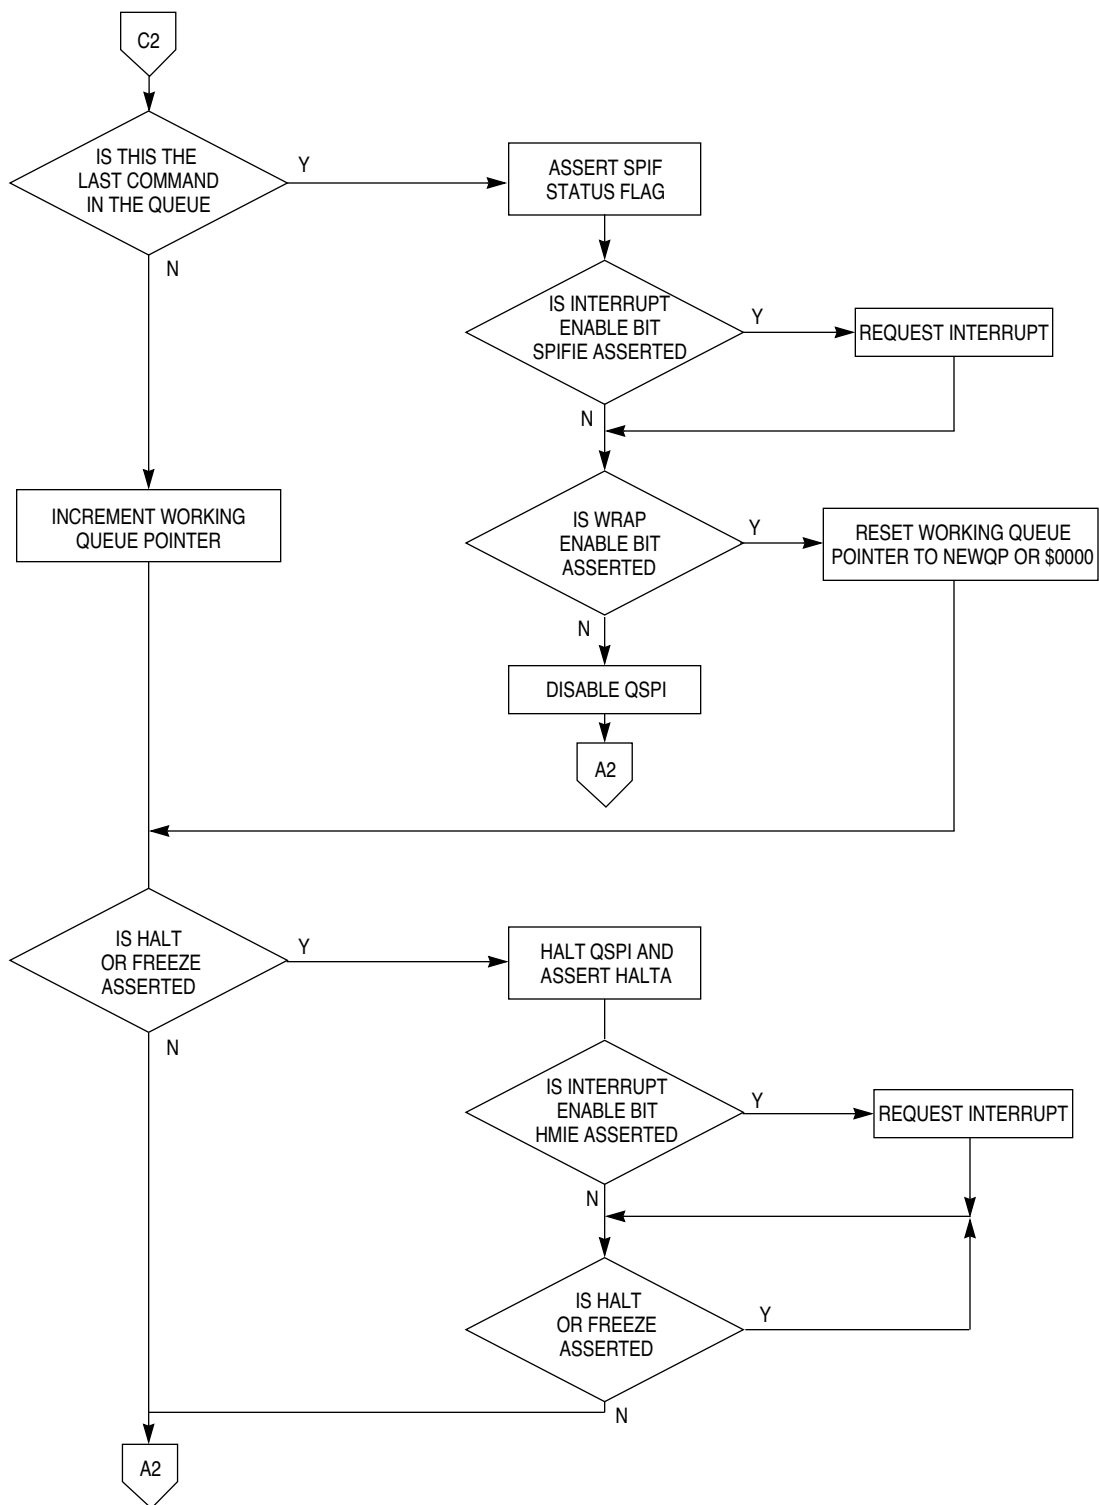 C2
IS THIS THE
LAST COMMAND
IN THE QUEUE
Y
N
ASSERT SPIF
STATUS FLAG
IS INTERRUPT
ENABLE BIT
SPIFIE ASSERTED
Y
N
REQUEST INTERRUPT
INCREMENT WORKING
QUEUE POINTER
IS WRAP
ENABLE BIT
ASSERTED
Y
N
RESET WORKING QUEUE
POINTER TO NEWQP OR $0000
DISABLE QSPI
A2
IS HALT
OR FREEZE
ASSERTED
Y
N
HALT QSPI AND
ASSERT HALTA
IS INTERRUPT
ENABLE BIT
HMIE ASSERTED
Y
N
REQUEST INTERRUPT
IS HALT
OR FREEZE
ASSERTED
Y
N
A2